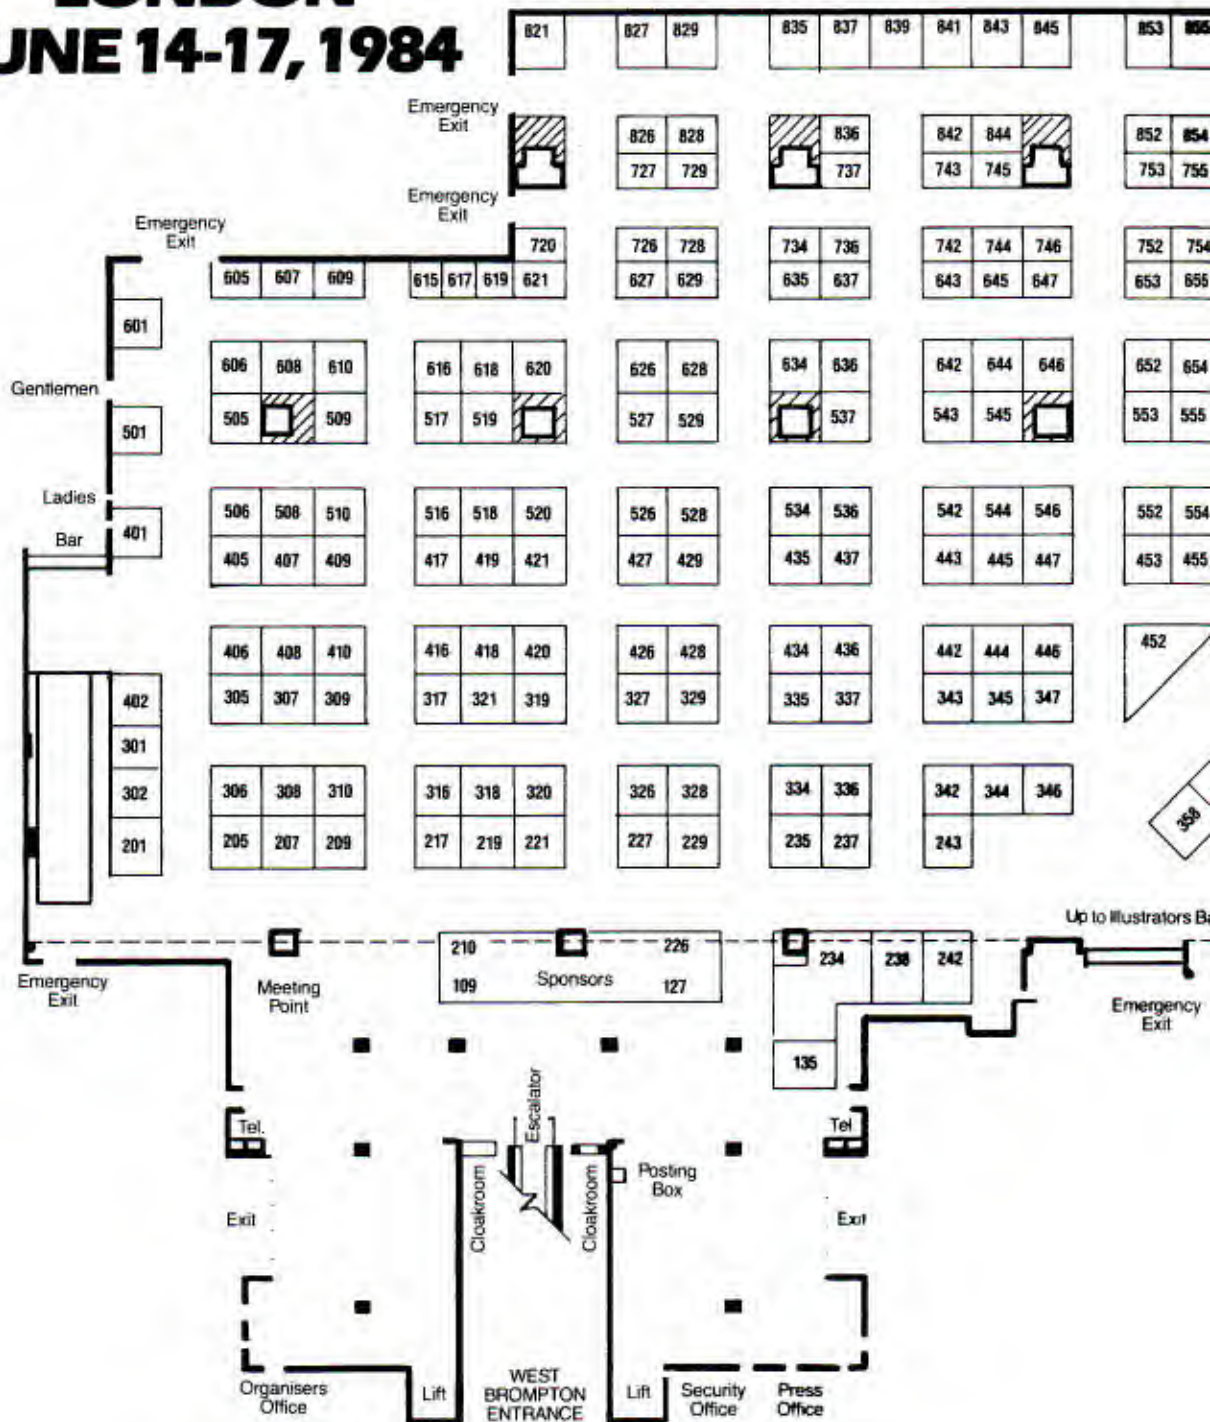 LONDON
UNE 14-17, 1984
821 827 829 835 837 839 841 843 845 853 855
Emergency
Exit
826 828 836 842 844 852 854
727 729 737 743 745 753 755
Emergency
Exit
Emergency
Exit
720 726 728 734 736 742 744 746 752 754
605 607 609 615 617 619 621 627 629 635 637 643 645 647 653 655
601
606 608 610 616 618 620 626 628 634 636 642 644 646 652 654
Gentlemen
505 509 517 519 527 529 537 543 545 553 555
501
Ladies
506 508 510 516 518 520 526 528 534 536 542 544 546 552 554
401
Bar
405 407 409 417 419 421 427 429 435 437 443 445 447 453 455
406 408 410 416 418 420 426 428 434 436 442 444 446 452
402
305 307 309 317 321 319 327 329 335 337 343 345 347
301
302
306 308 310 316 318 320 326 328 334 336 342 344 346
358
201
205 207 209 217 219 221 227 229 235 237 243
Up to Illustrators Ba
210 226
234 238 242
Sponsors
109 127
Emergency
Exit
Meeting
Point
Emergency
Exit
135
Escalator
Tel.
Tel
Cloakroom
Cloakroom
Posting
Box
Exit
Exit
Organisers
Office
Lift
WEST
BROMPTON
ENTRANCE
Lift
Security
Office
Press
Office